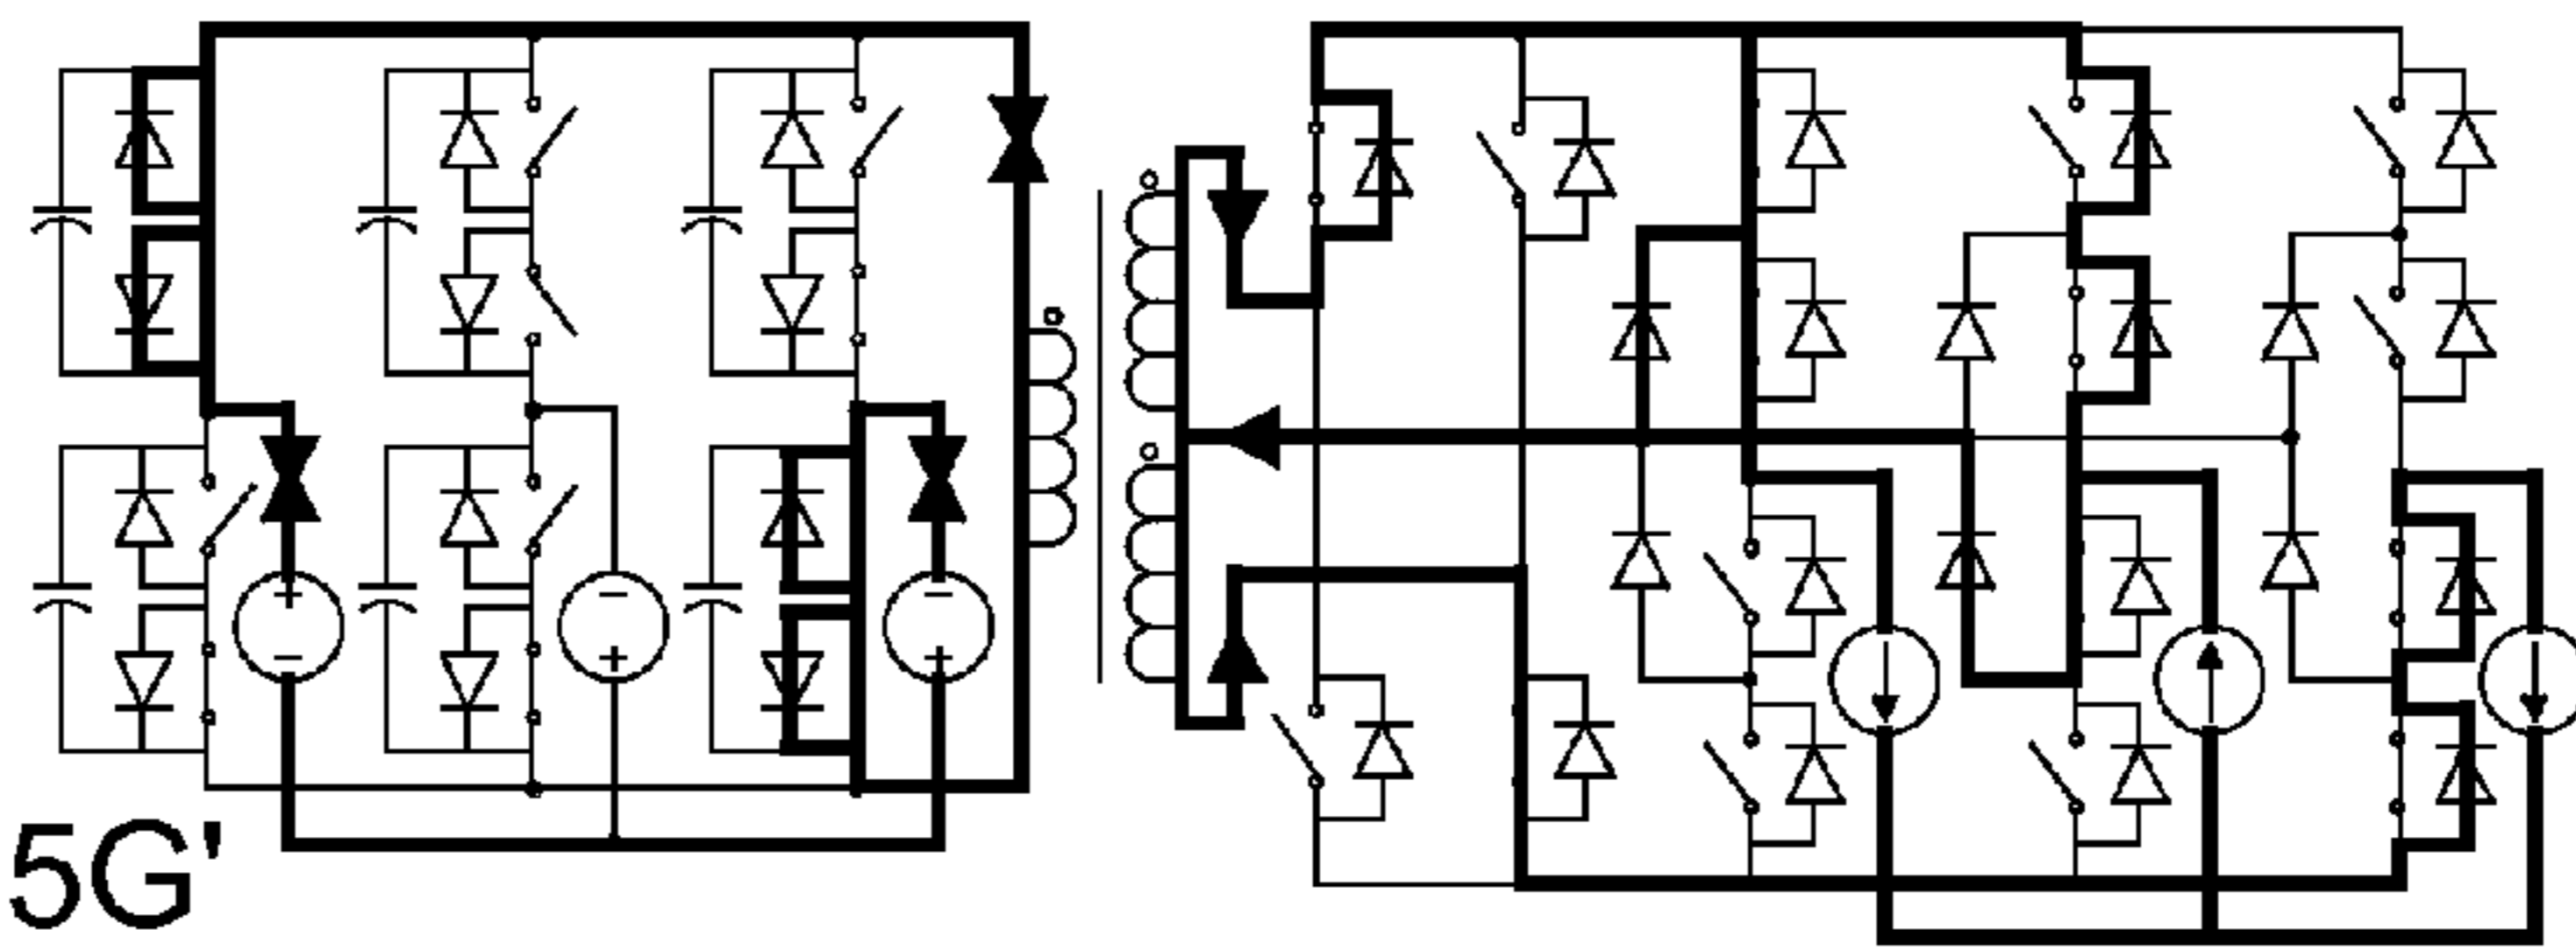 + − − +
− + +
5G'